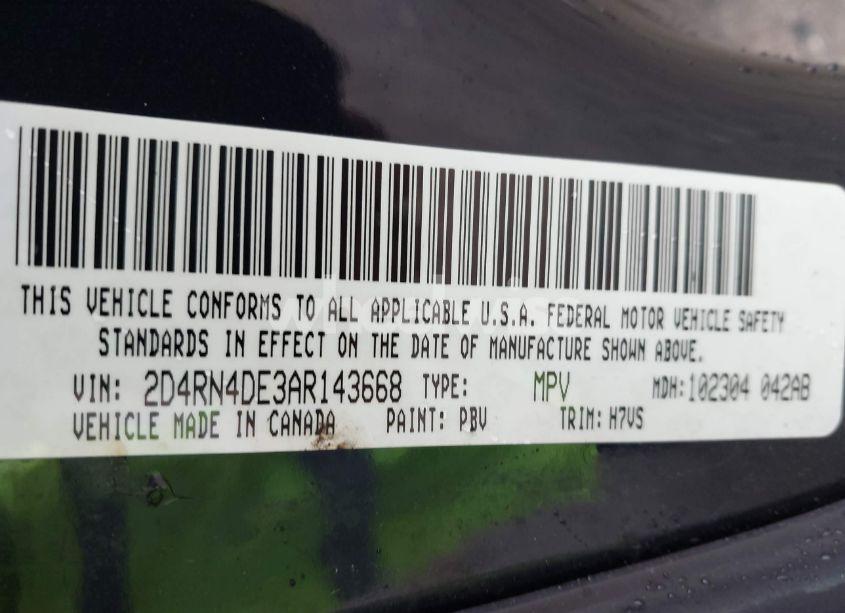 THIS VEHICLE CONFORMS TO ALL APPLICABLE U.S.A. FEDERAL MOTOR VEHICLE SAFETY
STANDARDS IN EFFECT ON THE DATE OF MANUFACTURE SHOWN ABOVE.
VIN: 2D4RN4DE3AR143668 TYPE: MPV MDH:102304 042AB
VEHICLE MADE IN CANADA PAINT: PBV TRIM: H7VS